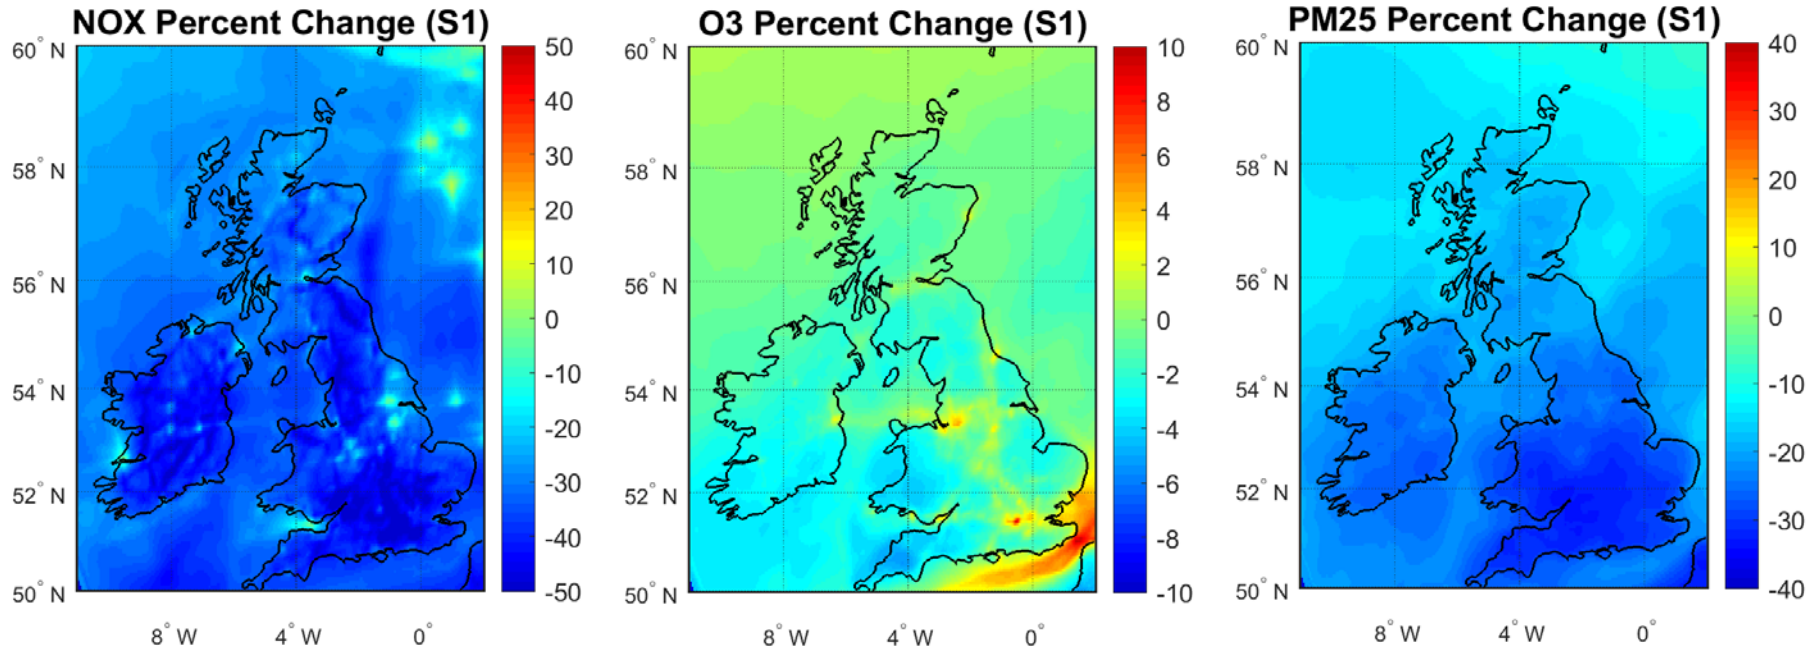 NOX Percent Change (S1)
60° N
58° N
56° N
54° N
52° N
50° N
8° W
4° W
0°
50
40
30
20
10
0
-10
-20
-30
-40
-50
O3 Percent Change (S1)
60° N
58° N
56° N
54° N
52° N
50° N
8° W
4° W
0°
10
8
6
4
2
0
-2
-4
-6
-8
-10
PM25 Percent Change (S1)
60° N
58° N
56° N
54° N
52° N
50° N
8° W
4° W
0°
40
30
20
10
0
-10
-20
-30
-40